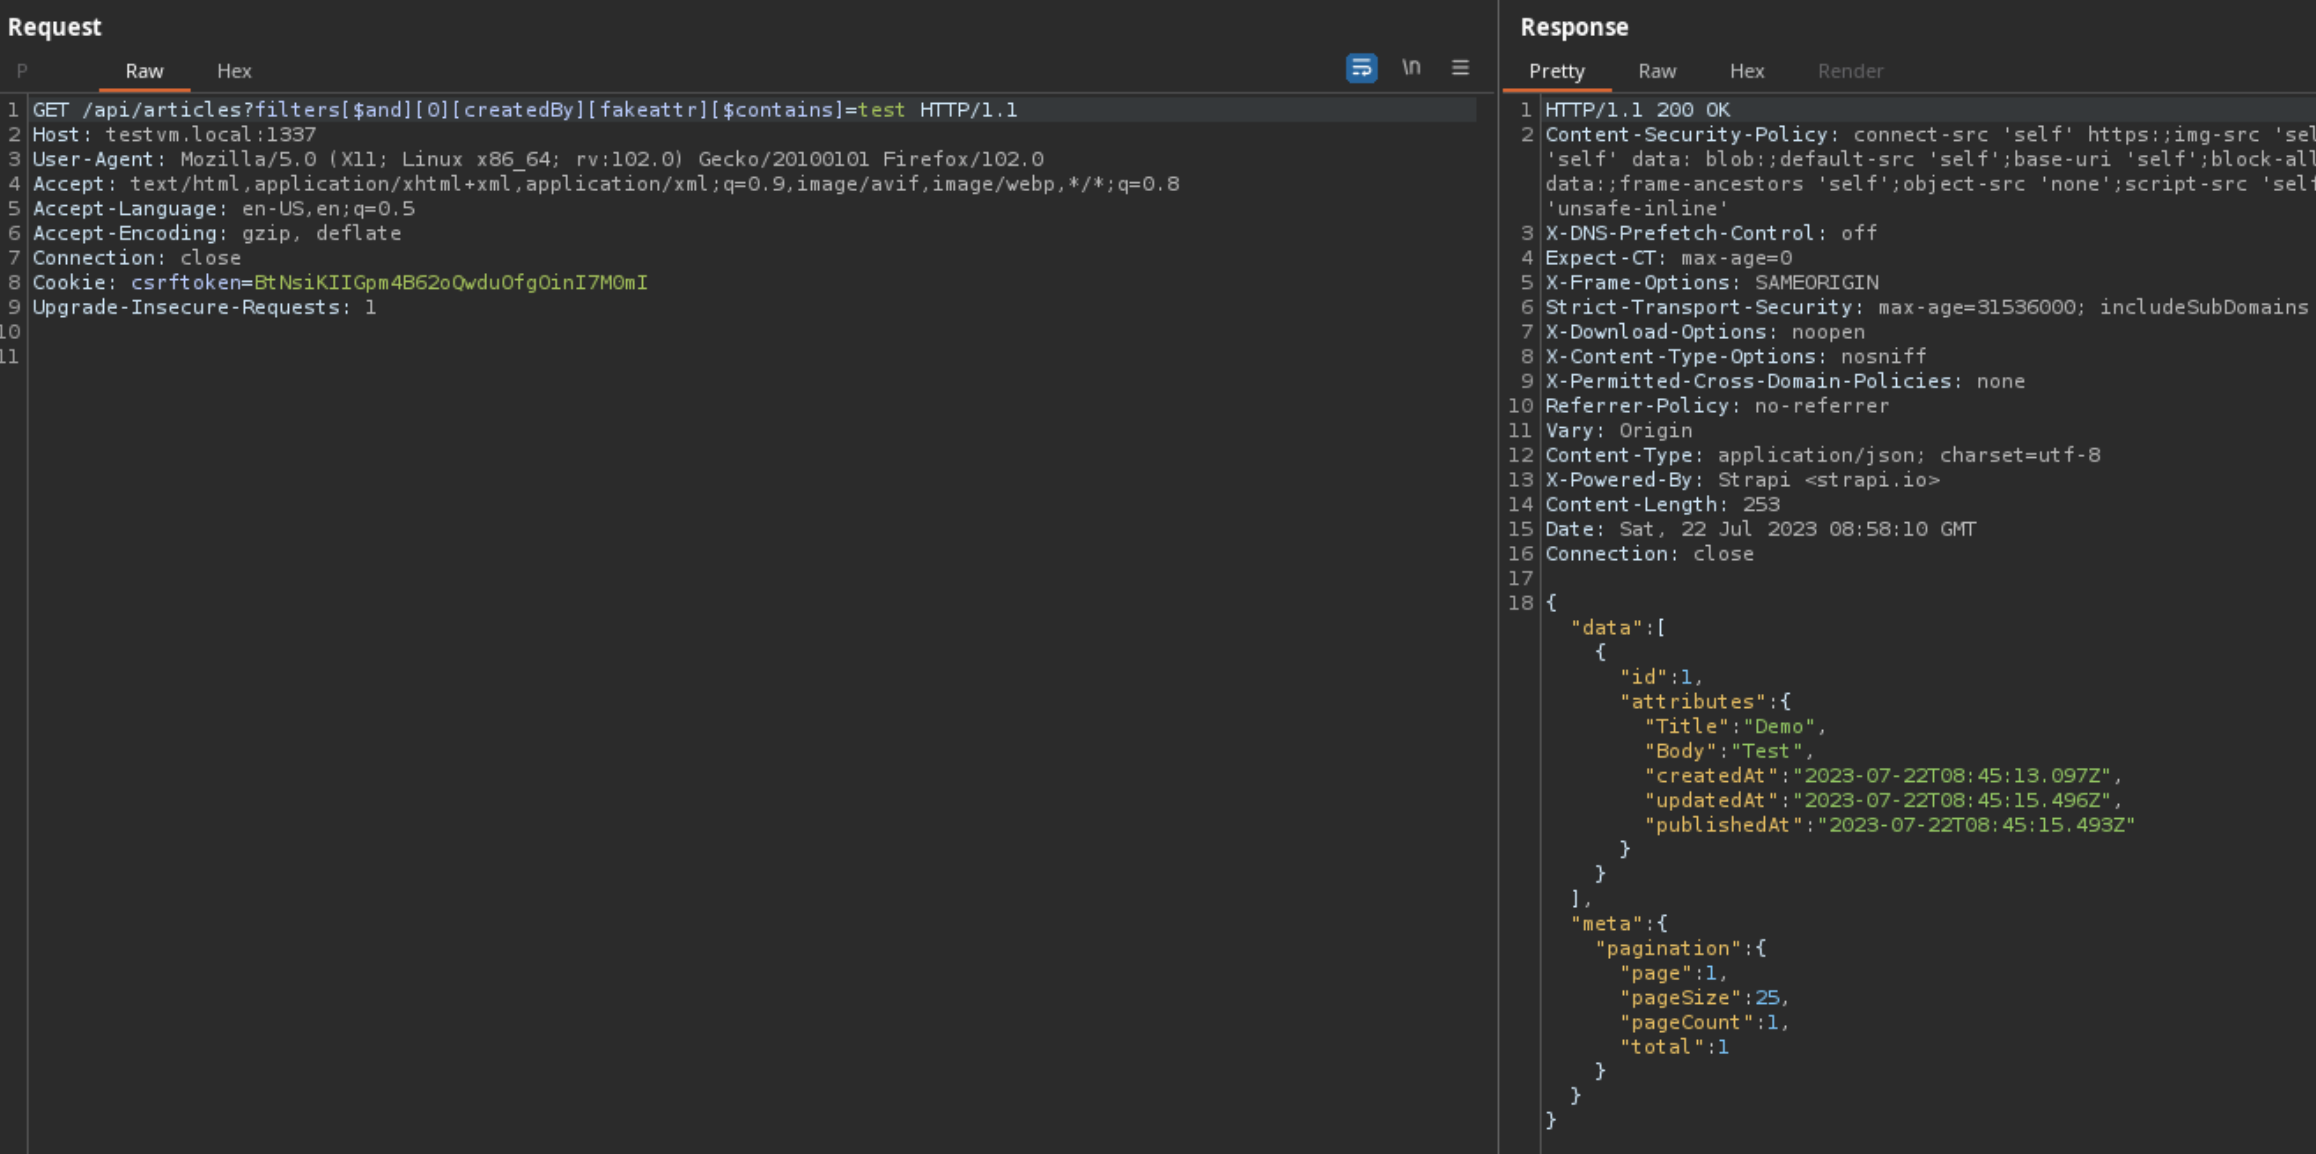 Request
P Raw Hex \n
1 GET /api/articles?filters[$and][0][createdBy][fakeattr][$contains]=test HTTP/1.1
2 Host: testvm.local:1337
3 User-Agent: Mozilla/5.0 (X11; Linux x86_64; rv:102.0) Gecko/20100101 Firefox/102.0
4 Accept: text/html,application/xhtml+xml,application/xml;q=0.9,image/avif,image/webp,*/*;q=0.8
5 Accept-Language: en-US,en;q=0.5
6 Accept-Encoding: gzip, deflate
7 Connection: close
8 Cookie: csrftoken=BtNsiKIIGpm4B62oQwduOfgOinI7M0mI
9 Upgrade-Insecure-Requests: 1
10
11
Response
Pretty Raw Hex Render
1 HTTP/1.1 200 OK
2 Content-Security-Policy: connect-src 'self' https:;img-src 'sel
'self' data: blob:;default-src 'self';base-uri 'self';block-all
data:;frame-ancestors 'self';object-src 'none';script-src 'self
'unsafe-inline'
3 X-DNS-Prefetch-Control: off
4 Expect-CT: max-age=0
5 X-Frame-Options: SAMEORIGIN
6 Strict-Transport-Security: max-age=31536000; includeSubDomains
7 X-Download-Options: noopen
8 X-Content-Type-Options: nosniff
9 X-Permitted-Cross-Domain-Policies: none
10 Referrer-Policy: no-referrer
11 Vary: Origin
12 Content-Type: application/json; charset=utf-8
13 X-Powered-By: Strapi <strapi.io>
14 Content-Length: 253
15 Date: Sat, 22 Jul 2023 08:58:10 GMT
16 Connection: close
17
18 {
"data":[
{
"id":1,
"attributes":{
"Title":"Demo",
"Body":"Test",
"createdAt":"2023-07-22T08:45:13.097Z",
"updatedAt":"2023-07-22T08:45:15.496Z",
"publishedAt":"2023-07-22T08:45:15.493Z"
}
}
],
"meta":{
"pagination":{
"page":1,
"pageSize":25,
"pageCount":1,
"total":1
}
}
}